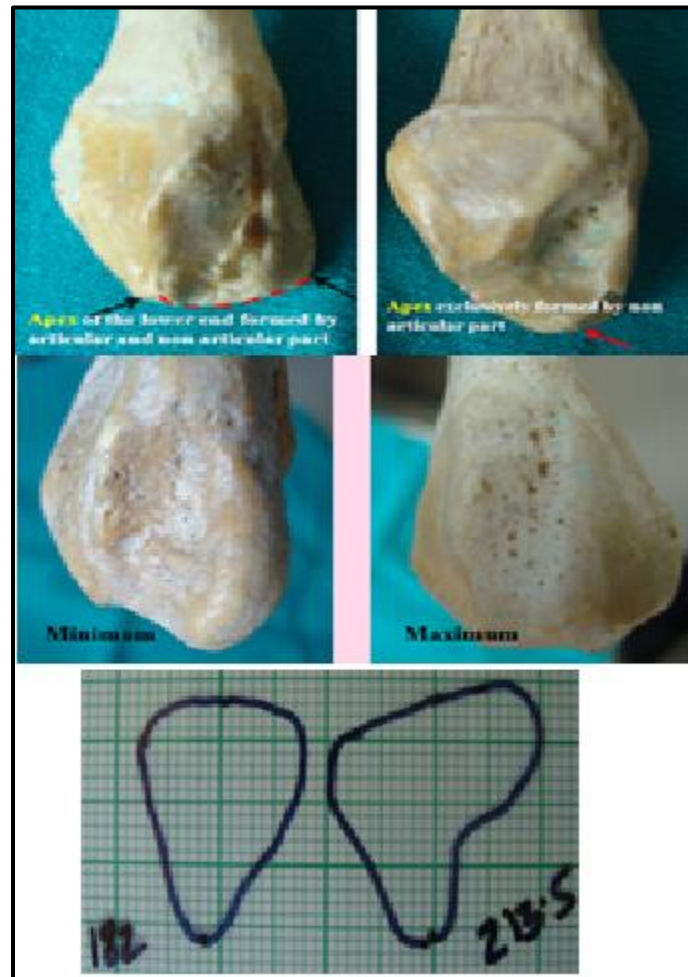 Apex of the lower end formed by
articular and non articular part
Apex exclusively formed by non
articular part
Minimum
Maximum
182
213.5